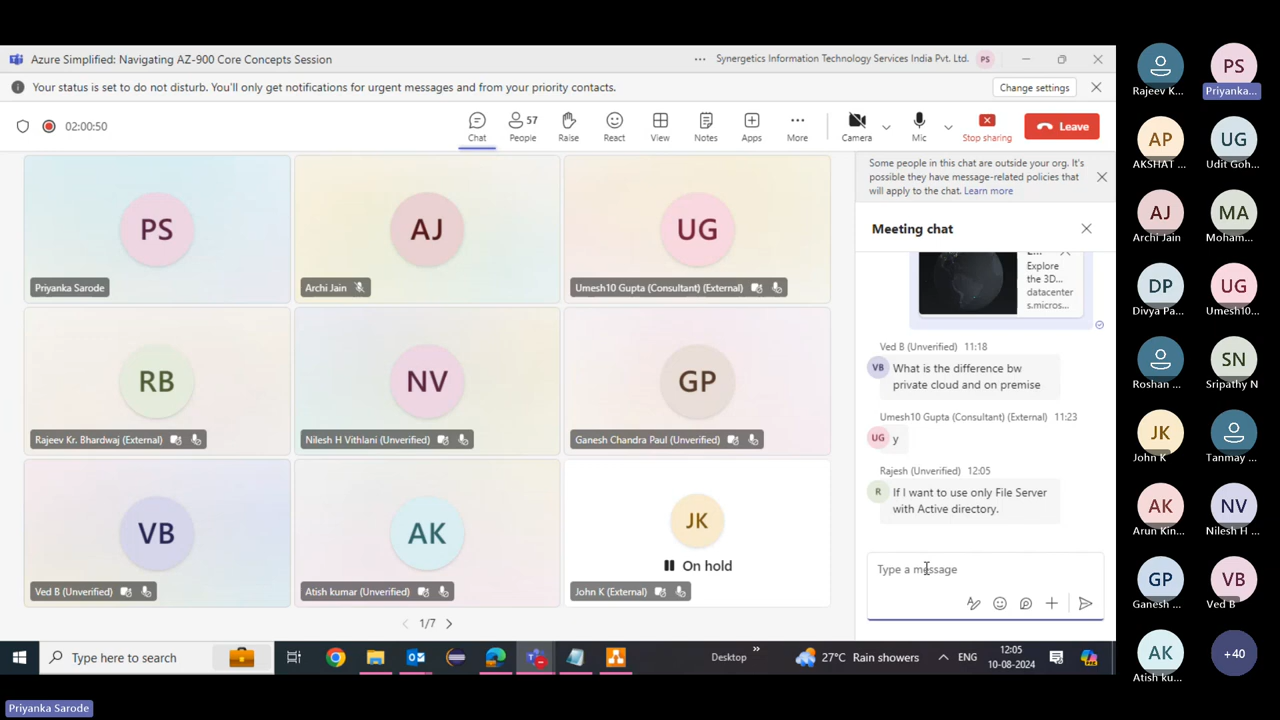 Azure Simplified: Navigating AZ-900 Core Concepts Session
Synergetics Information Technology Services India Pvt. Ltd.
PS
Your status is set to do not disturb. You'll only get notifications for urgent messages and from your priority contacts.
Change settings
02:00:50
57
Chat
People
Raise
React
View
Notes
Apps
More
Camera
Mic
Stop sharing
Leave
PS
Priyanka Sarode
AJ
Archi Jain
UG
Umesh10 Gupta (Consultant) (External)
RB
Rajeev Kr. Bhardwaj (External)
NV
Nilesh H Vithlani (Unverified)
GP
Ganesh Chandra Paul (Unverified)
VB
Ved B (Unverified)
AK
Atish kumar (Unverified)
JK
On hold
John K (External)
1/7
Some people in this chat are outside your org. It's
possible they have message-related policies that
will apply to the chat. Learn more
Meeting chat
Explore
the 3D...
datacenter
s.micros...
Ved B (Unverified) 11:18
VB
What is the difference bw
private cloud and on premise
Umesh10 Gupta (Consultant) (External) 11:23
UG
y
Rajesh (Unverified) 12:05
R
If I want to use only File Server
with Active directory.
Type a message
Type here to search
Desktop
27°C Rain showers
ENG
12:05
10-08-2024
Rajeev K...
PS
Priyanka...
AP
AKSHAT ...
UG
Udit Goh...
AJ
Archi Jain
MA
Moham...
DP
Divya Pa...
UG
Umesh10...
Roshan ...
SN
Sripathy N
JK
John K
Tanmay ...
AK
Arun Kin...
NV
Nilesh H ...
GP
Ganesh ...
VB
Ved B
AK
Atish ku...
+40
Priyanka Sarode